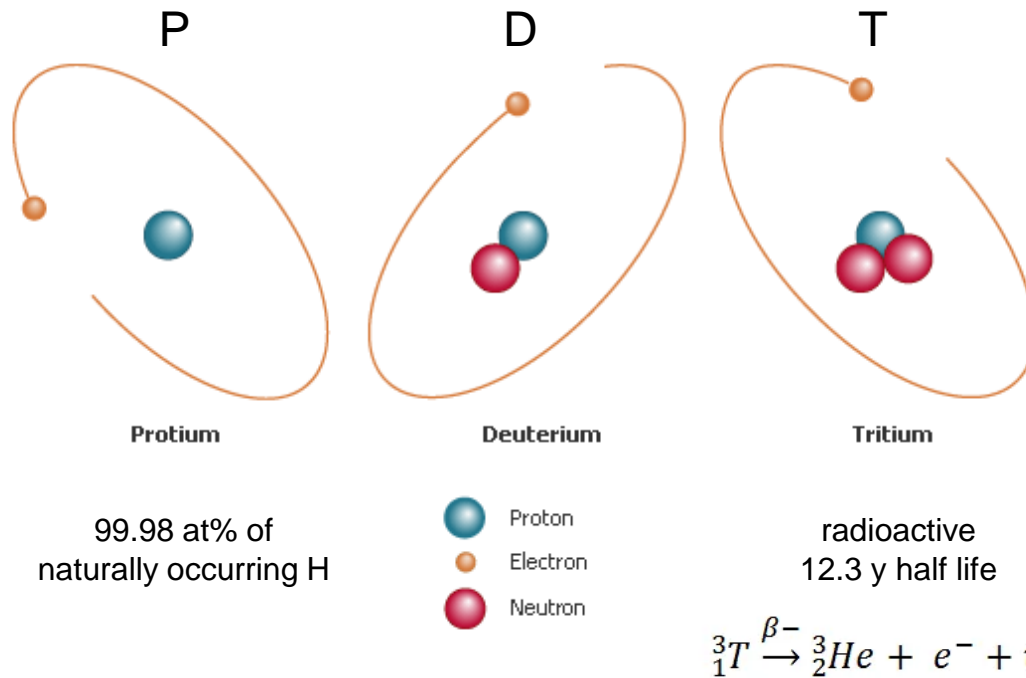 P D T
Protium Deuterium Tritium
99.98 at% of
naturally occurring H
Proton
Electron
Neutron
radioactive
12.3 y half life
³₁T β−→ ³₂He + e⁻ +